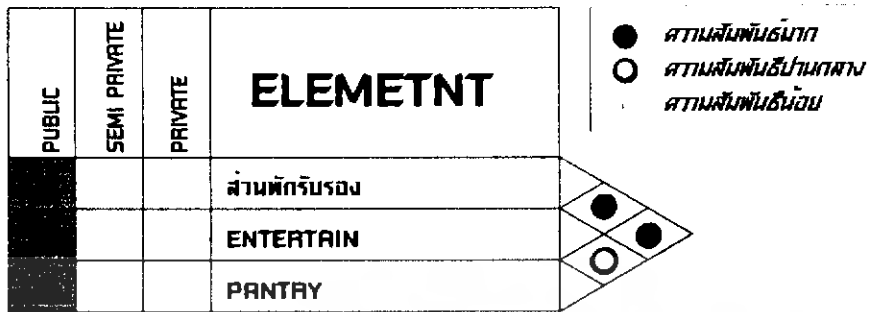 PUBLIC
SEMI PRIVATE
PRIVATE
ELEMETNT
ความสัมพันธ์มาก
ความสัมพันธ์ปานกลาง
ความสัมพันธ์น้อย
ส่วนพักรับรอง
ENTERTAIN
PANTRY